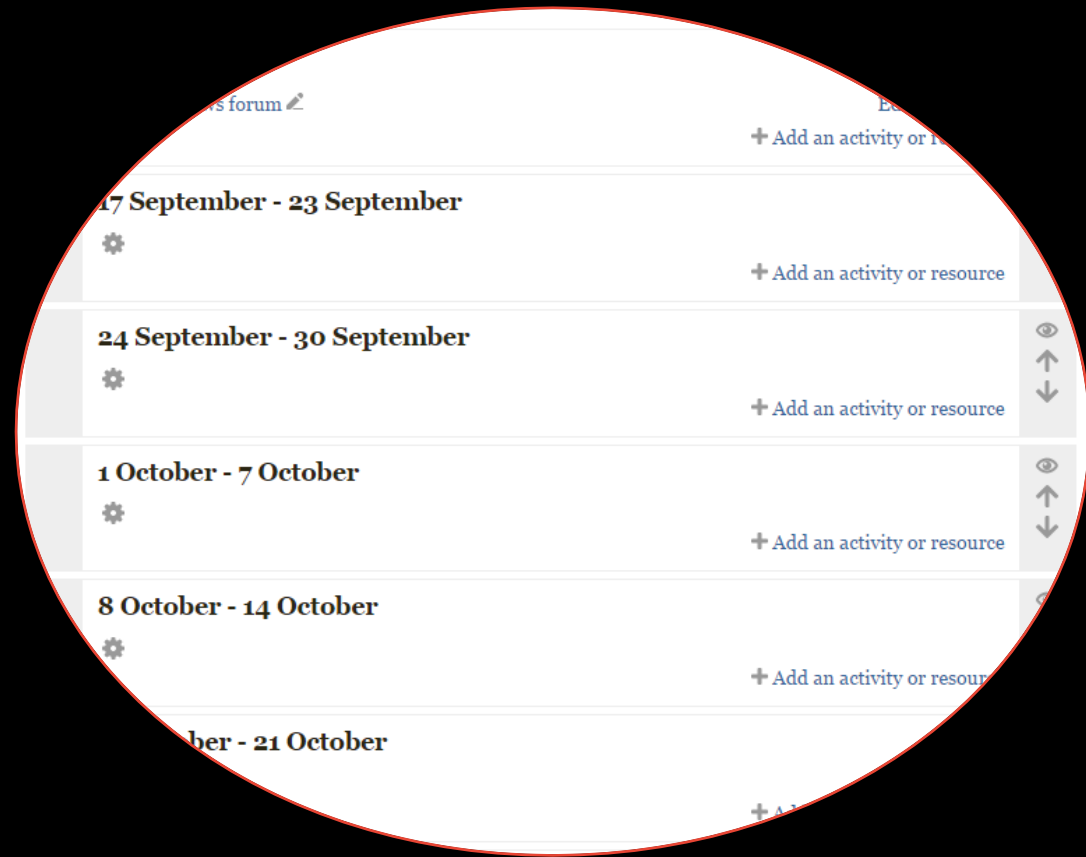 forum
Add an activity or
17 September - 23 September
Add an activity or resource
24 September - 30 September
Add an activity or resource
1 October - 7 October
Add an activity or resource
8 October - 14 October
Add an activity or
- 21 October